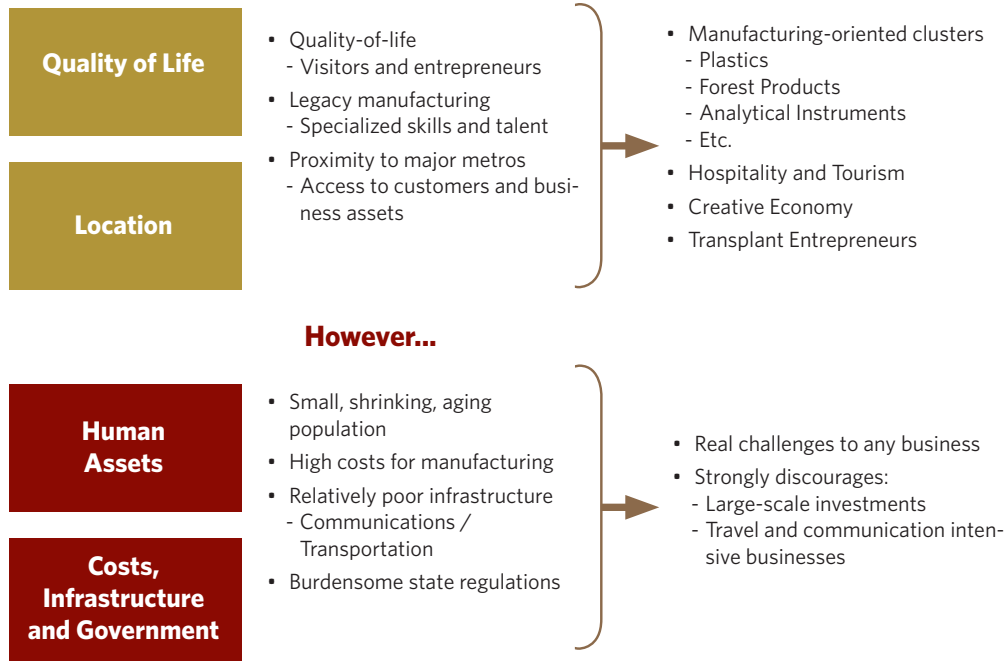 Quality of Life
• Quality-of-life
- Visitors and entrepreneurs
• Legacy manufacturing
- Specialized skills and talent
• Proximity to major metros
- Access to customers and busi-
ness assets
Location
• Manufacturing-oriented clusters
- Plastics
- Forest Products
- Analytical Instruments
- Etc.
• Hospitality and Tourism
• Creative Economy
• Transplant Entrepreneurs
However...
Human
Assets
• Small, shrinking, aging
population
• High costs for manufacturing
• Relatively poor infrastructure
- Communications /
Transportation
• Burdensome state regulations
Costs,
Infrastructure
and Government
• Real challenges to any business
• Strongly discourages:
- Large-scale investments
- Travel and communication inten-
sive businesses